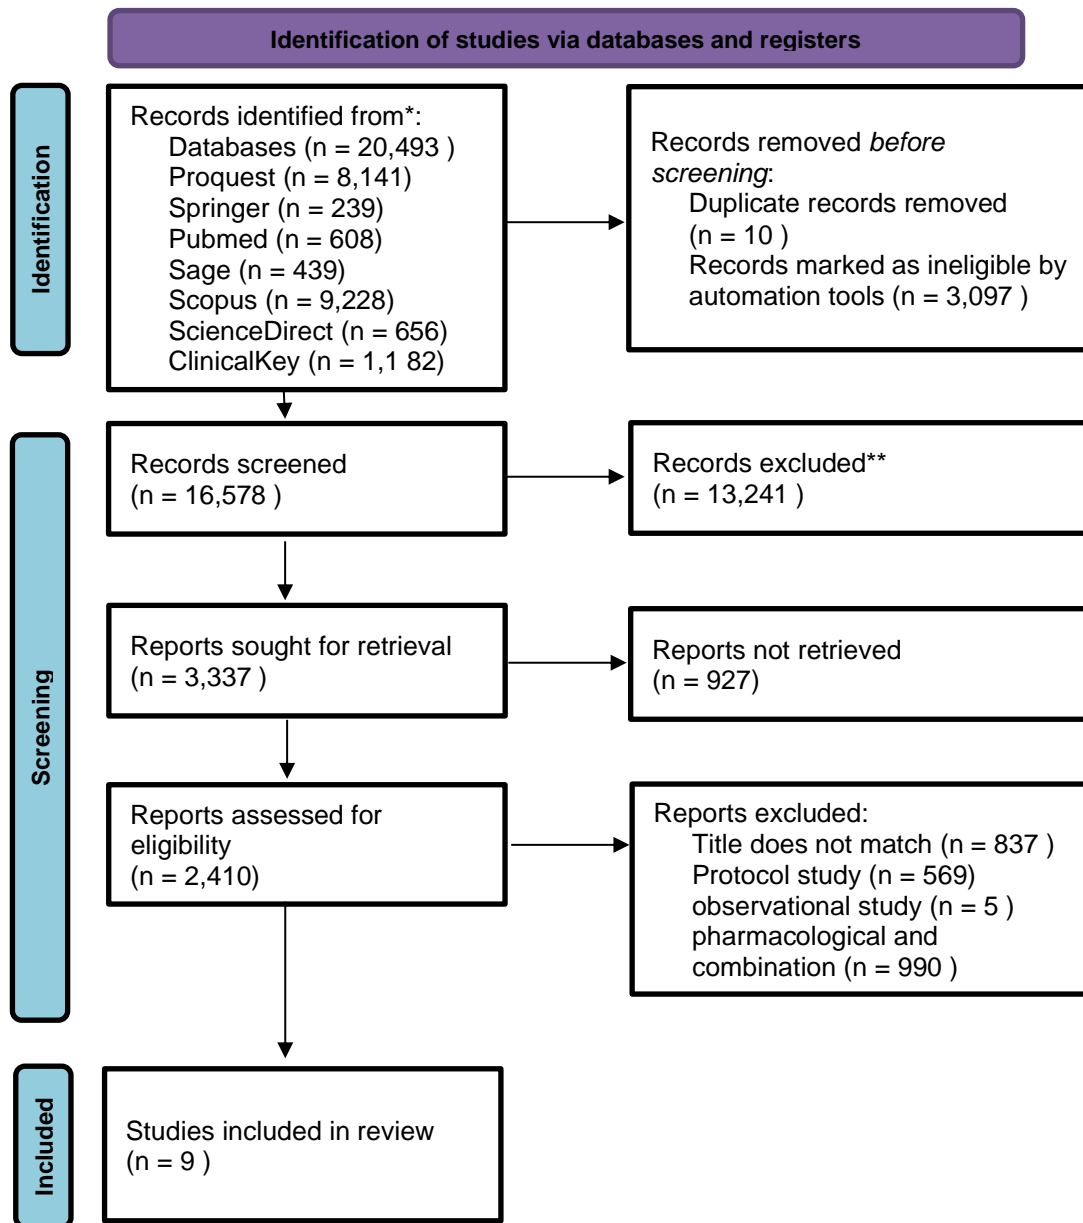 Identification of studies via databases and registers
Identification
Records identified from*:
Databases (n = 20,493 )
Proquest (n = 8,141)
Springer (n = 239)
Pubmed (n = 608)
Sage (n = 439)
Scopus (n = 9,228)
ScienceDirect (n = 656)
ClinicalKey (n = 1,1 82)
Records removed before
screening:
Duplicate records removed
(n = 10 )
Records marked as ineligible by
automation tools (n = 3,097 )
Screening
Records screened
(n = 16,578 )
Records excluded**
(n = 13,241 )
Reports sought for retrieval
(n = 3,337 )
Reports not retrieved
(n = 927)
Reports assessed for
eligibility
(n = 2,410)
Reports excluded:
Title does not match (n = 837 )
Protocol study (n = 569)
observational study (n = 5 )
pharmacological and
combination (n = 990 )
Included
Studies included in review
(n = 9 )